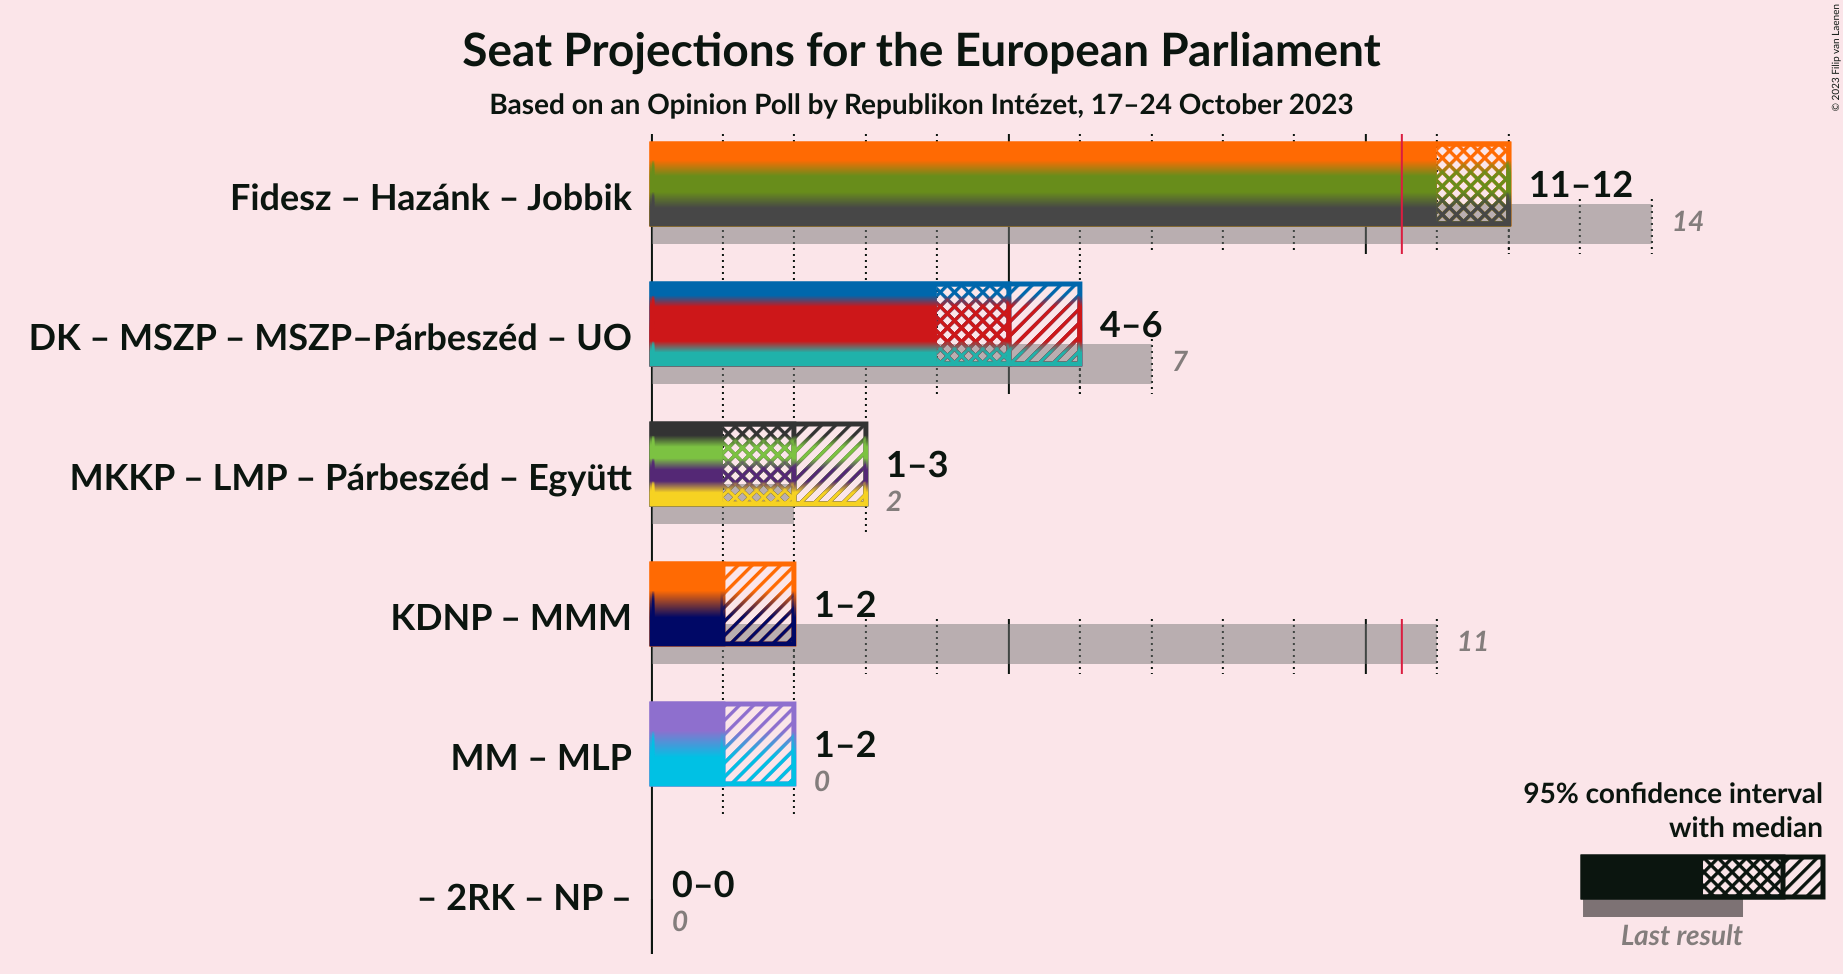 Seat Projections for the European Parliament
Based on an Opinion Poll by Republikon Intézet, 17–24 October 2023
© 2023 Filip van Laenen
Fidesz – Hazánk – Jobbik
11–12
14
DK – MSZP – MSZP–Párbeszéd – UO
4–6
7
MKKP – LMP – Párbeszéd – Együtt
1–3
2
KDNP – MMM
1–2
11
MM – MLP
1–2
0
– 2RK – NP –
0–0
0
95% confidence interval
with median
Last result